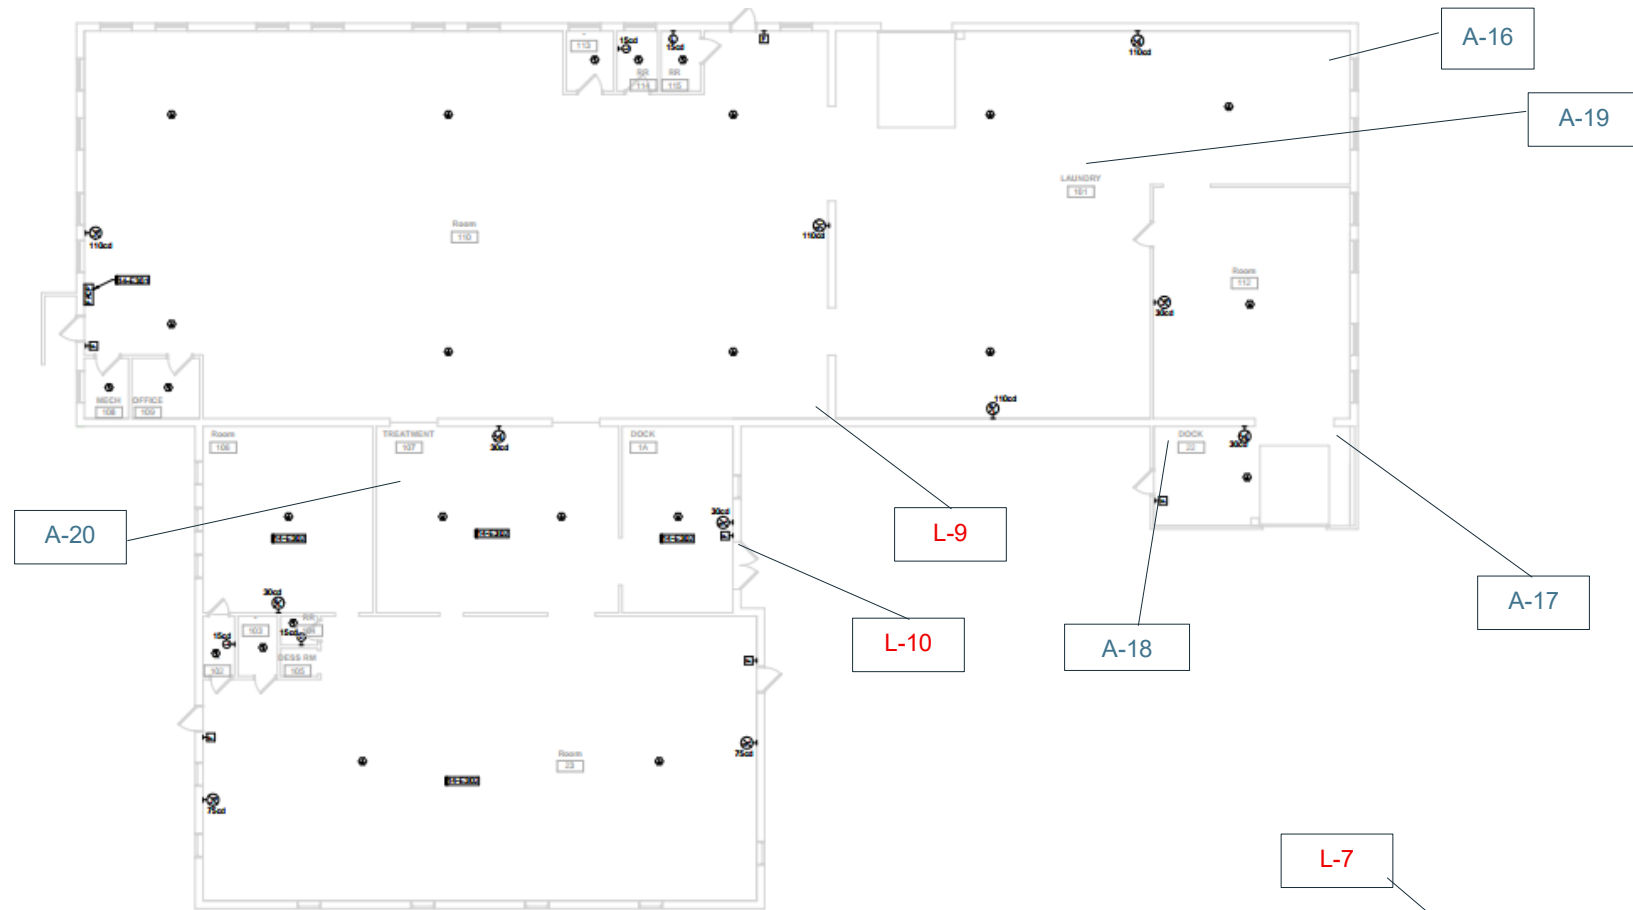 A-16
110cd
15cd
15cd
113
RR
114
RR
115
A-19
LAUNDRY
101
Room
110
110cd
110cd
Room
112
30cd
110cd
MECH
108
OFFICE
109
Room
106
TREATMENT
107
30cd
DOCK
1A
DOCK
22
30cd
A-20
30cd
L-9
A-17
L-10
A-18
30cd
15cd
102
103
15cd
RR
DESS RM
105
75cd
Room
23
75cd
L-7